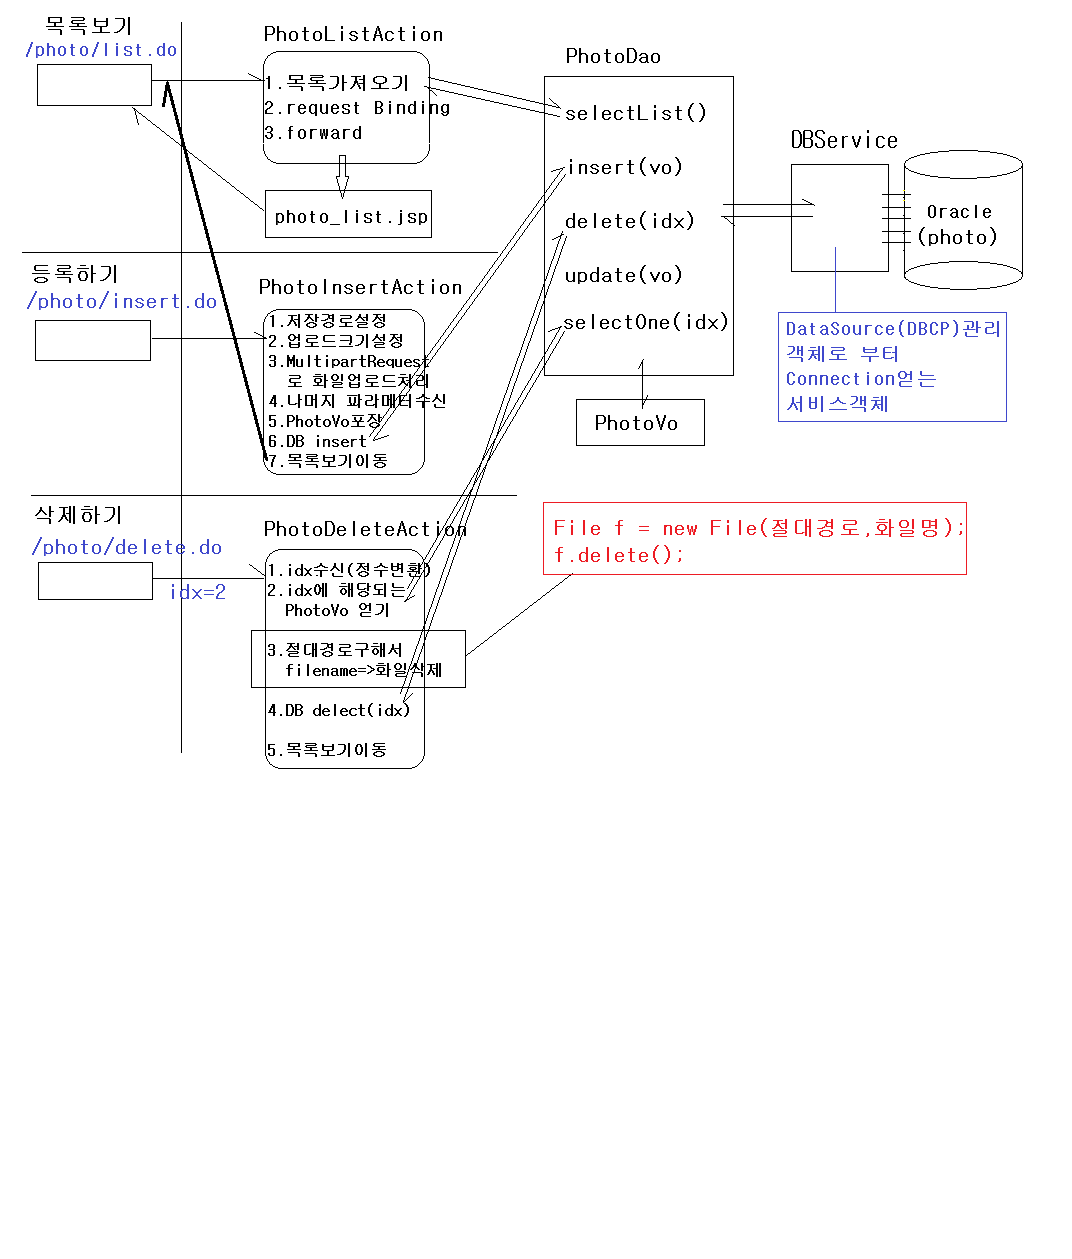 목록보기
/photo/list.do
PhotoListAction
1.목록가져오기
2.request Binding
3.forward
photo_list.jsp
PhotoDao
selectList()
insert(vo)
delete(idx)
update(vo)
selectOne(idx)
PhotoVo
DBService
Oracle
(photo)
DataSource(DBCP)관리
객체로 부터
Connection얻는
서비스객체
등록하기
/photo/insert.do
PhotoInsertAction
1.저장경로설정
2.업로드크기설정
3.MultipartRequest
로 화일업로드처리
4.나머지 파라메터수신
5.PhotoVo포장
6.DB insert
7.목록보기이동
삭제하기
/photo/delete.do
idx=2
PhotoDeleteAction
1.idx수신(정수변환)
2.idx에 해당되는
PhotoVo 얻기
3.절대경로구해서
filename=>화일삭제
4.DB delect(idx)
5.목록보기이동
File f = new File(절대경로,화일명);
f.delete();